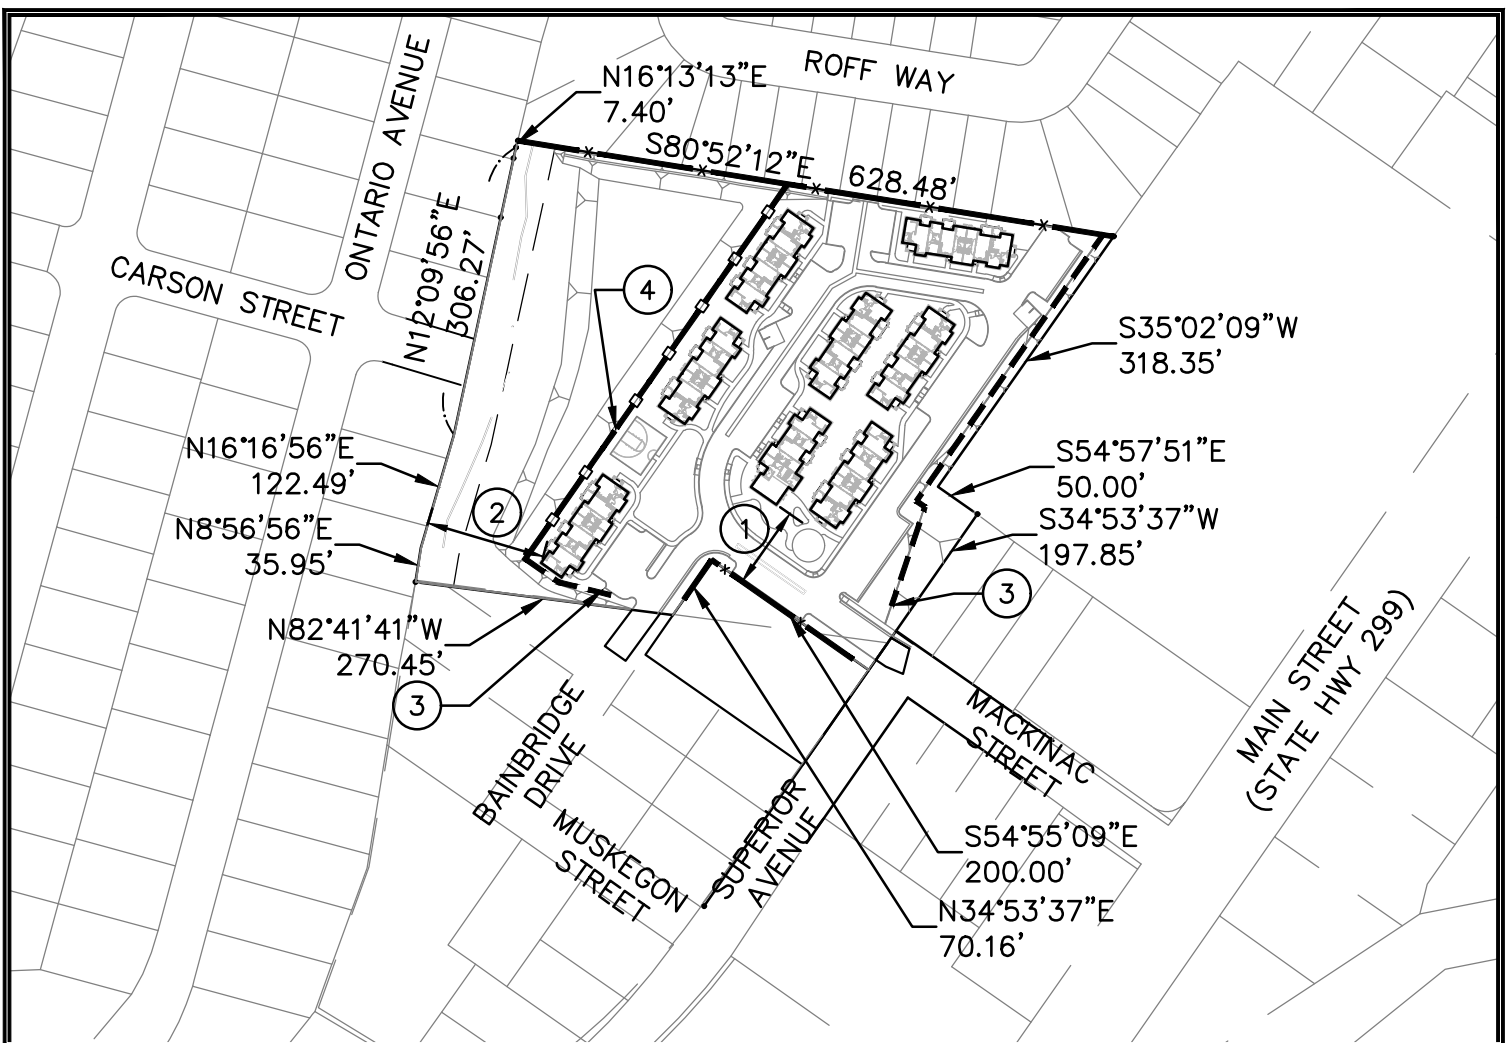 ROFF WAY
N16°13'13"E
7.40'
ONTARIO AVENUE
S80°52'12"E
628.48'
N12°09'56"E
306.27'
CARSON STREET
4
S35°02'09"W
318.35'
N16°16'56"E
122.49'
S54°57'51"E
50.00'
2
1
S34°53'37"W
197.85'
N8°56'56"E
35.95'
3
N82°41'41"W
270.45'
3
BAINBRIDGE
DRIVE
MUSKEGON
STREET
SUPERIOR
AVENUE
MACKINAC
STREET
MAIN STREET
(STATE HWY 299)
S54°55'09"E
200.00'
N34°53'37"E
70.16'